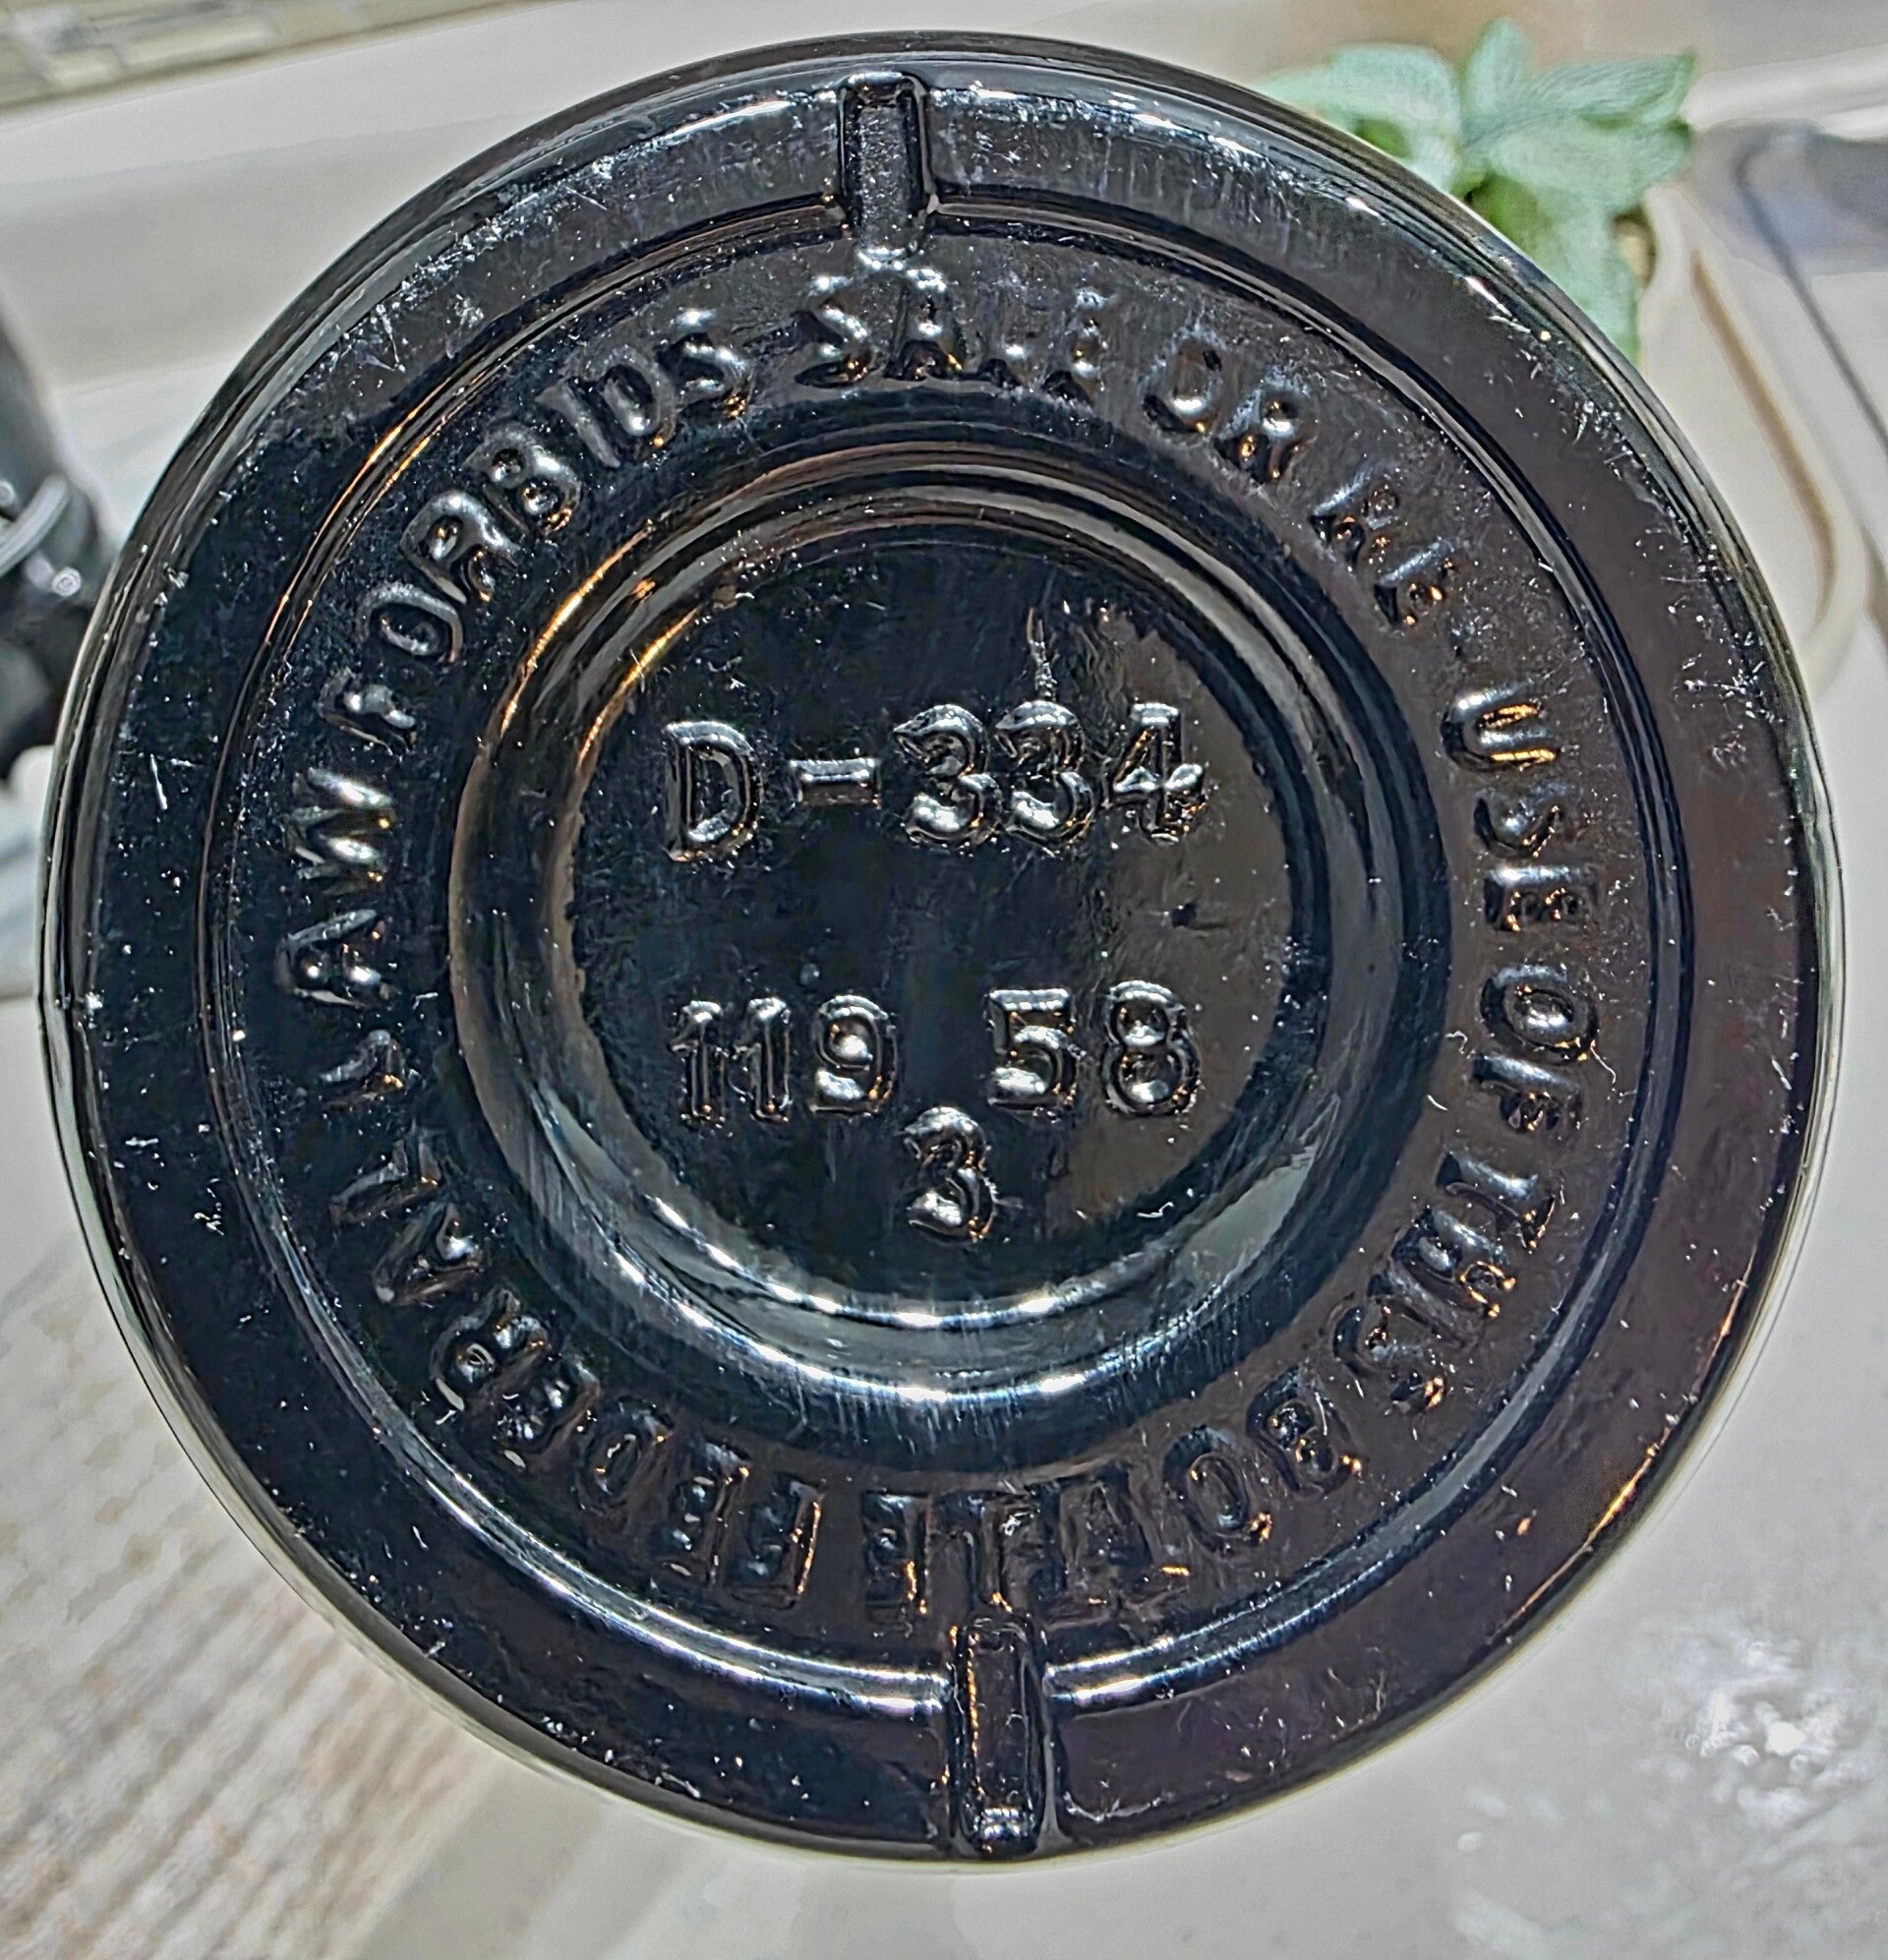 FEDERAL LAW FORBIDS SALE OR RE-USE OF THIS BOTTLE
D-334
119 58
3